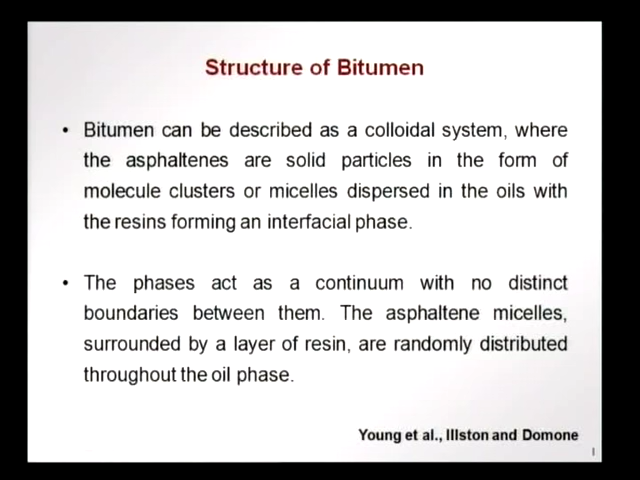 Structure of Bitumen
• Bitumen can be described as a colloidal system, where
the asphaltenes are solid particles in the form of
molecule clusters or micelles dispersed in the oils with
the resins forming an interfacial phase.
• The phases act as a continuum with no distinct
boundaries between them. The asphaltene micelles,
surrounded by a layer of resin, are randomly distributed
throughout the oil phase.
Young et al., Illston and Domone